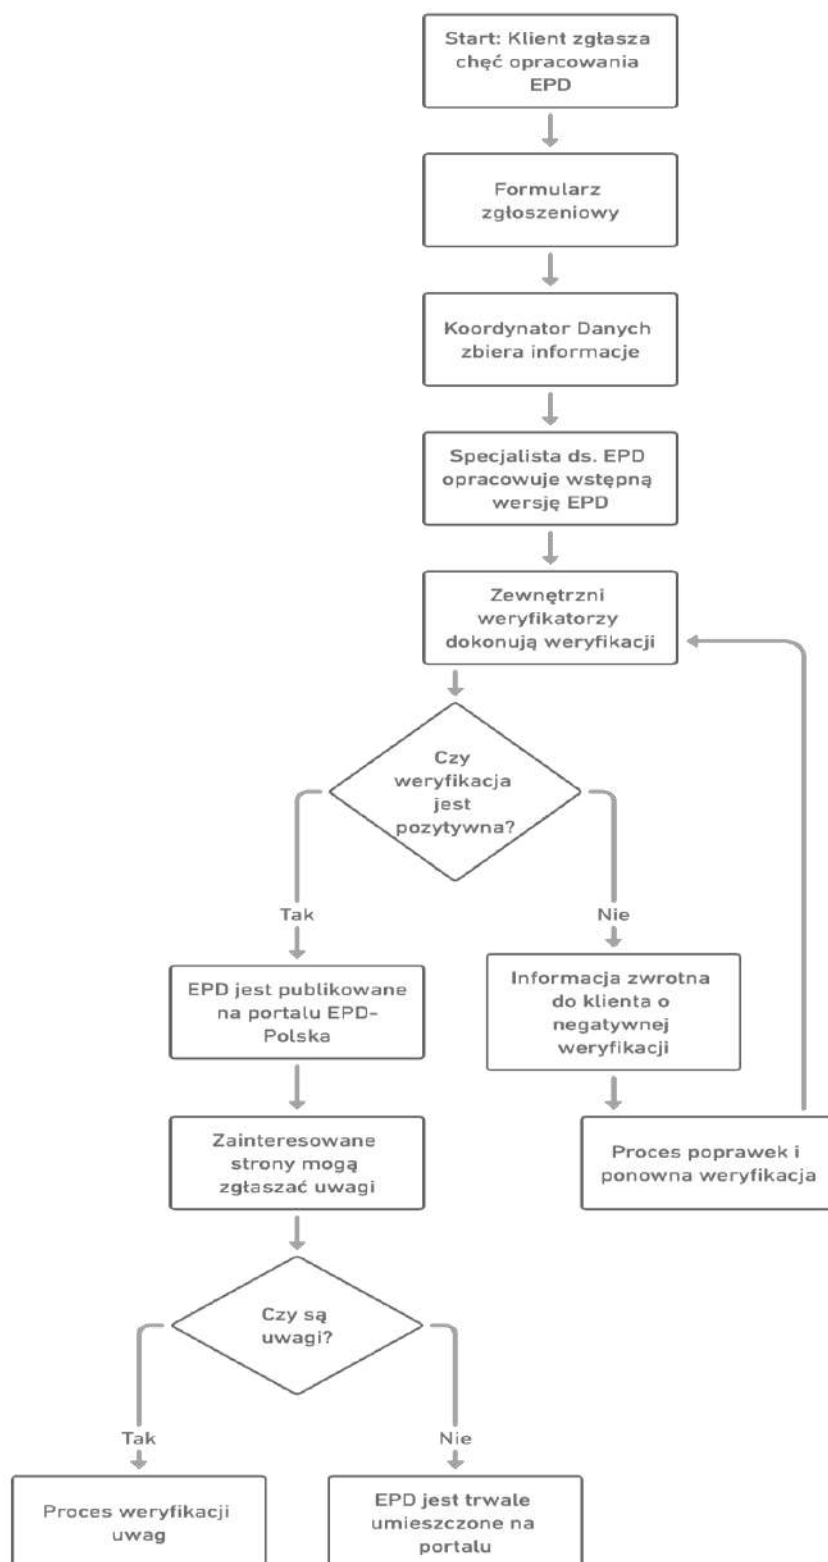 Start: Klient zgłasza
chęć opracowania
EPD
Formularz
zgłoszeniowy
Koordynator Danych
zbiera informacje
Specjalista ds. EPD
opracowuje wstępną
wersję EPD
Zewnętrzni
weryfikatorzy
dokonują weryfikacji
Czy
weryfikacja
jest
pozytywna?
Tak
Nie
EPD jest publikowane
na portalu EPD-
Polska
Informacja zwrotna
do klienta o
negatywnej
weryfikacji
Zainteresowane
strony mogą
zgłaszać uwagi
Proces poprawek i
ponowna weryfikacja
Czy są
uwagi?
Tak
Nie
Proces weryfikacji
uwag
EPD jest trwale
umieszczone na
portalu